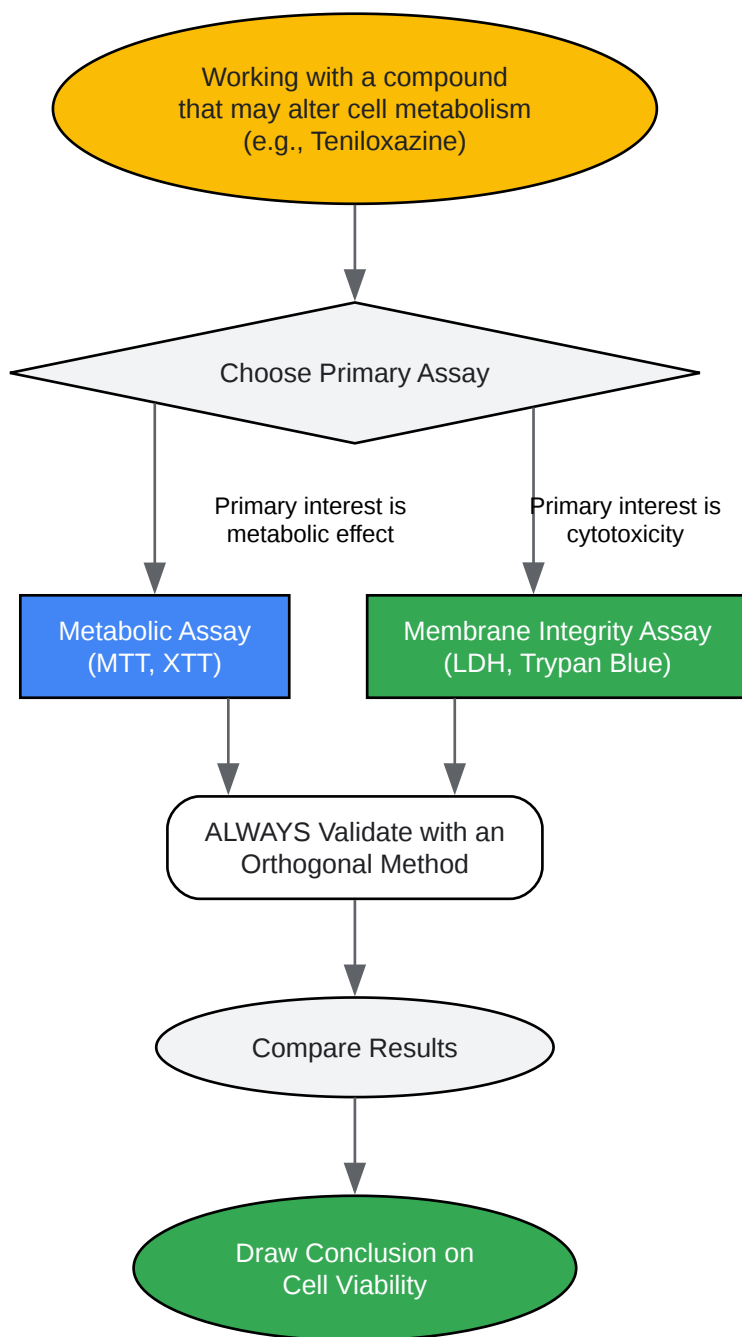 Working with a compound
that may alter cell metabolism
(e.g., Teniloxazine)
Choose Primary Assay
Primary interest is
metabolic effect
Primary interest is
cytotoxicity
Metabolic Assay
(MTT, XTT)
Membrane Integrity Assay
(LDH, Trypan Blue)
ALWAYS Validate with an
Orthogonal Method
Compare Results
Draw Conclusion on
Cell Viability